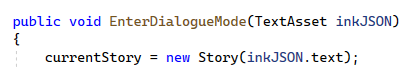 public void EnterDialogueMode(TextAsset inkJSON)
{
    currentStory = new Story(inkJSON.text);